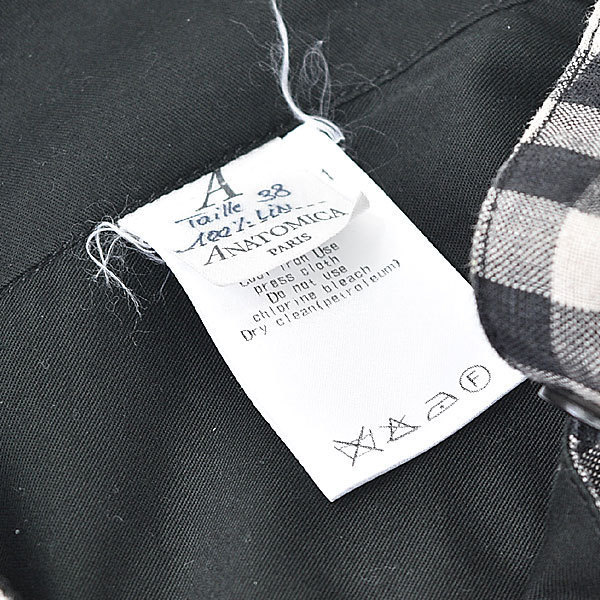 A
Taille 38
100% Lin
ANATOMICA
PARIS
Cool Iron Use
press cloth
Do not use
chlorine bleach
Dry clean(petroleum)
F